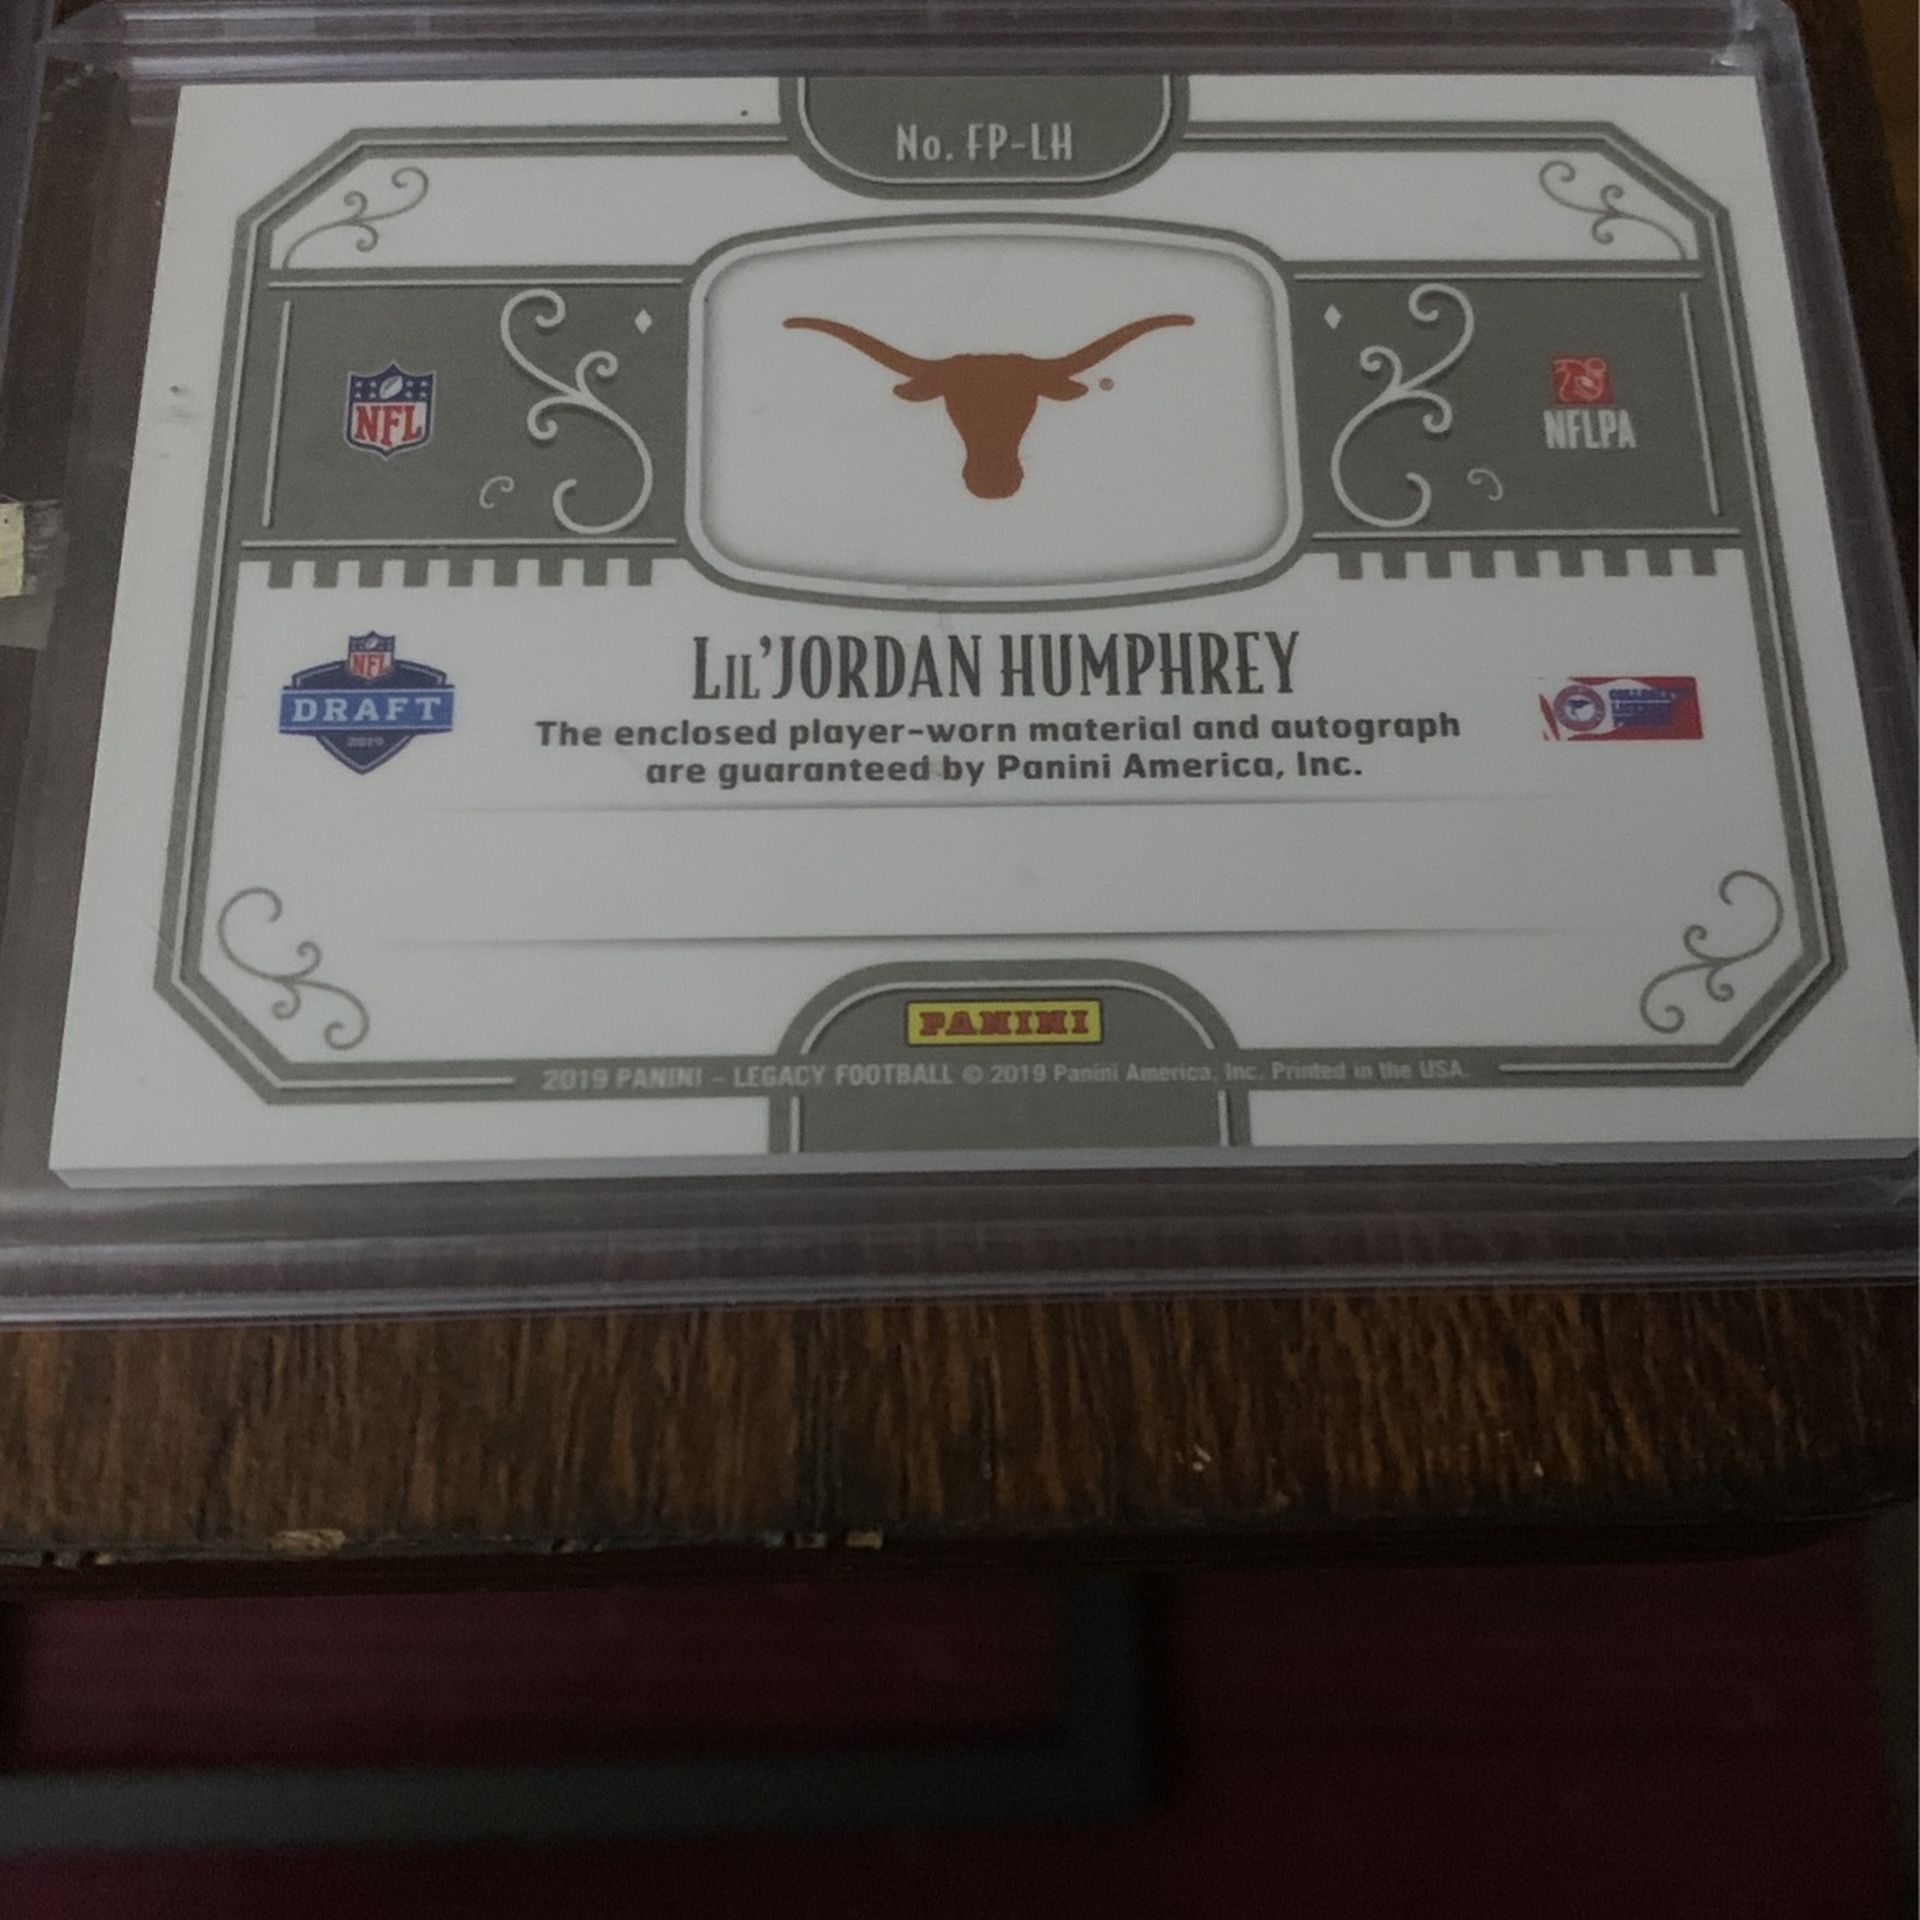 No. FP-LH
NFL
NFLPA
NFL
DRAFT
2019
LIL'JORDAN HUMPHREY
The enclosed player-worn material and autograph
are guaranteed by Panini America, Inc.
PANINI
2019 PANINI – LEGACY FOOTBALL © 2019 Panini America, Inc. Printed in the USA.